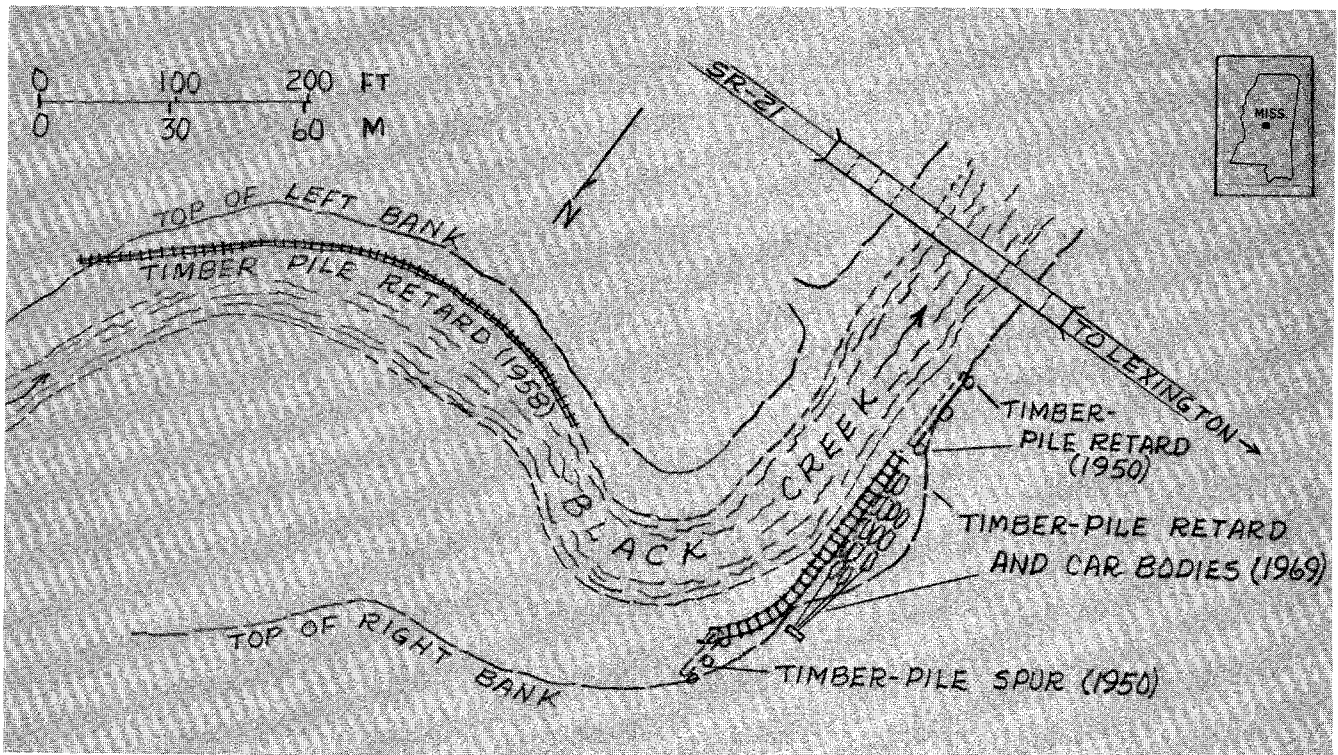 0 100 200 FT
0 30 60 M
SR-21
MISS.
N
TOP OF LEFT BANK
TIMBER PILE RETARD (1958)
TO LEXINGTON
BLACK CREEK
TIMBER-
PILE RETARD
(1950)
TIMBER-PILE RETARD
AND CAR BODIES (1969)
TOP OF RIGHT BANK
TIMBER-PILE SPUR (1950)